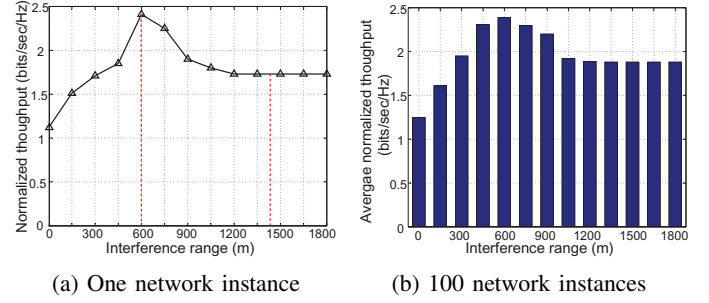 Normalized thoughput (bits/sec/Hz)
2.5
2
1.5
1
0.5
0
0 300 600 900 1200 1500 1800
Interference range (m)
(a) One network instance
Avergae normalized thoughput
(bits/sec/Hz)
2.5
2
1.5
1
0.5
0
0 300 600 900 1200 1500 1800
Interference range (m)
(b) 100 network instances